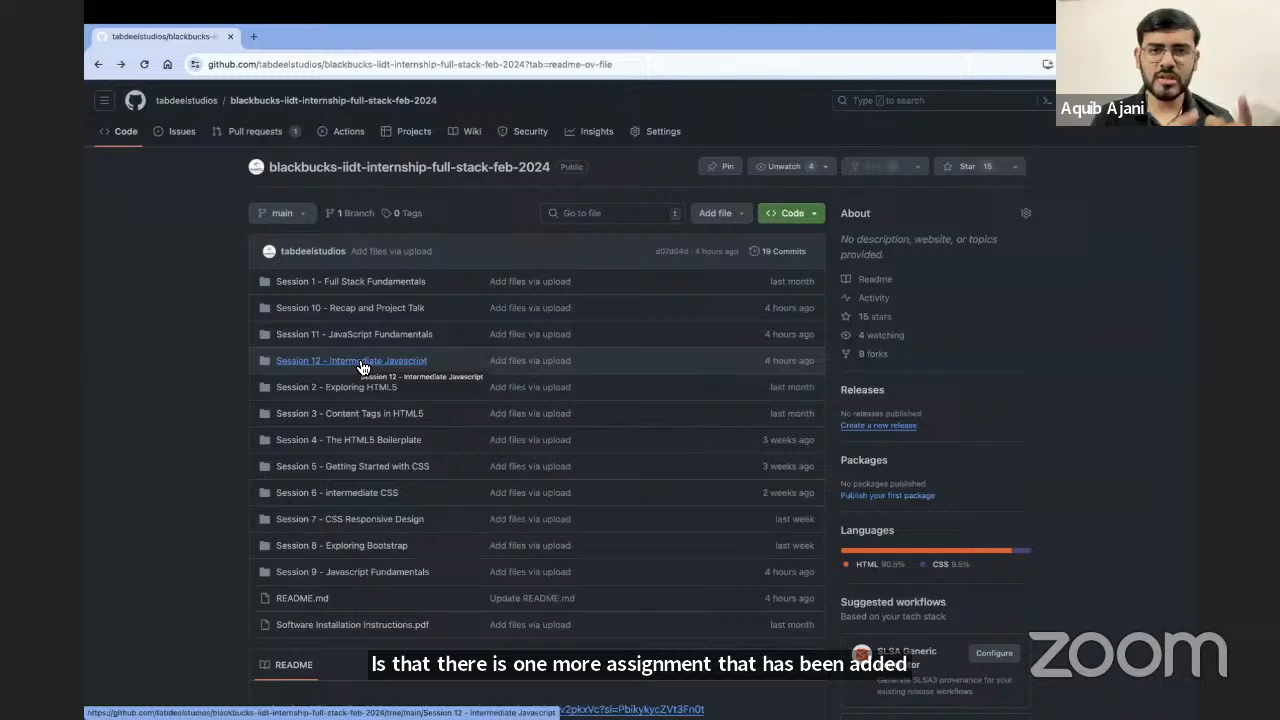 tabdeelstudios/blackbucks-i
github.com/tabdeelstudios/blackbucks-iidt-internship-full-stack-feb-2024?tab=readme-ov-file
Aquib Ajani
tabdeelstudios / blackbucks-iidt-internship-full-stack-feb-2024
Type / to search
Code Issues Pull requests 1 Actions Projects Wiki Security Insights Settings
blackbucks-iidt-internship-full-stack-feb-2024 Public
Pin Unwatch 4 Star 15
main 1 Branch 0 Tags Go to file t Add file Code
About
No description, website, or topics
provided.
tabdeelstudios Add files via upload d07d04d · 4 hours ago 19 Commits
Session 1 - Full Stack Fundamentals Add files via upload last month
Session 10 - Recap and Project Talk Add files via upload 4 hours ago
Session 11 - JavaScript Fundamentals Add files via upload 4 hours ago
Session 12 - Intermediate Javascript Add files via upload 4 hours ago
Session 12 - Intermediate Javascript
Session 2 - Exploring HTML5 Add files via upload last month
Session 3 - Content Tags in HTML5 Add files via upload last month
Session 4 - The HTML5 Boilerplate Add files via upload 3 weeks ago
Session 5 - Getting Started with CSS Add files via upload 3 weeks ago
Session 6 - intermediate CSS Add files via upload 2 weeks ago
Session 7 - CSS Responsive Design Add files via upload last week
Session 8 - Exploring Bootstrap Add files via upload last week
Session 9 - Javascript Fundamentals Add files via upload 4 hours ago
README.md Update README.md 4 hours ago
Software Installation Instructions.pdf Add files via upload last month
README
Readme
Activity
15 stars
4 watching
8 forks
Releases
No releases published
Create a new release
Packages
No packages published
Publish your first package
Languages
HTML 90.5% CSS 9.5%
Suggested workflows
Based on your tech stack
SLSA Generic
Configure
Generate SLSA3 provenance for your
existing release workflows
Is that there is one more assignment that has been added
zoom
https://github.com/tabdeelstudios/blackbucks-iidt-internship-full-stack-feb-2024/tree/main/Session 12 - Intermediate Javascript